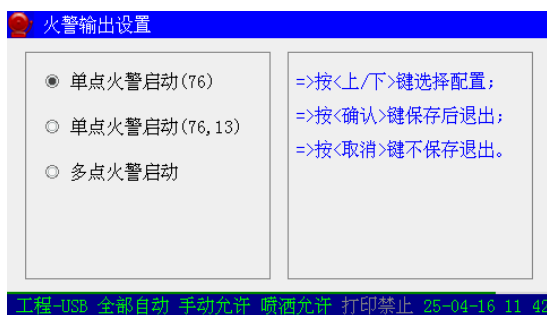 火警输出设置
单点火警启动(76)
单点火警启动(76,13)
多点火警启动
=>按<上/下>键选择配置;
=>按<确认>键保存后退出;
=>按<取消>键不保存退出。
工程-USB 全部自动 手动允许 喷洒允许 打印禁止 25-04-16 11 42